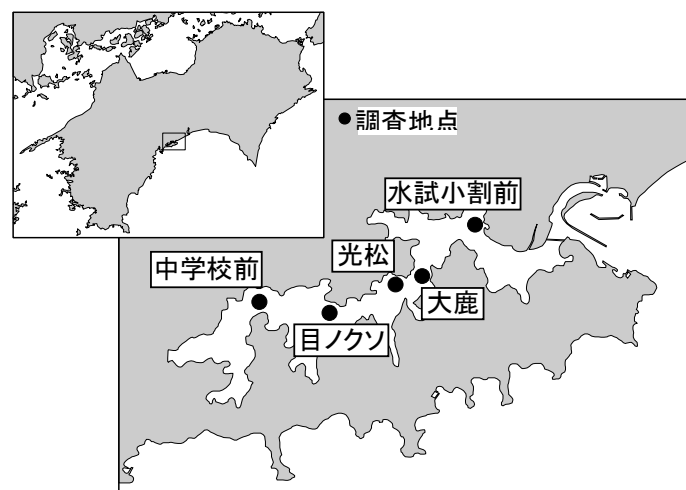 ●調査地点
水試小割前
光松
中学校前
大鹿
目ノクソ